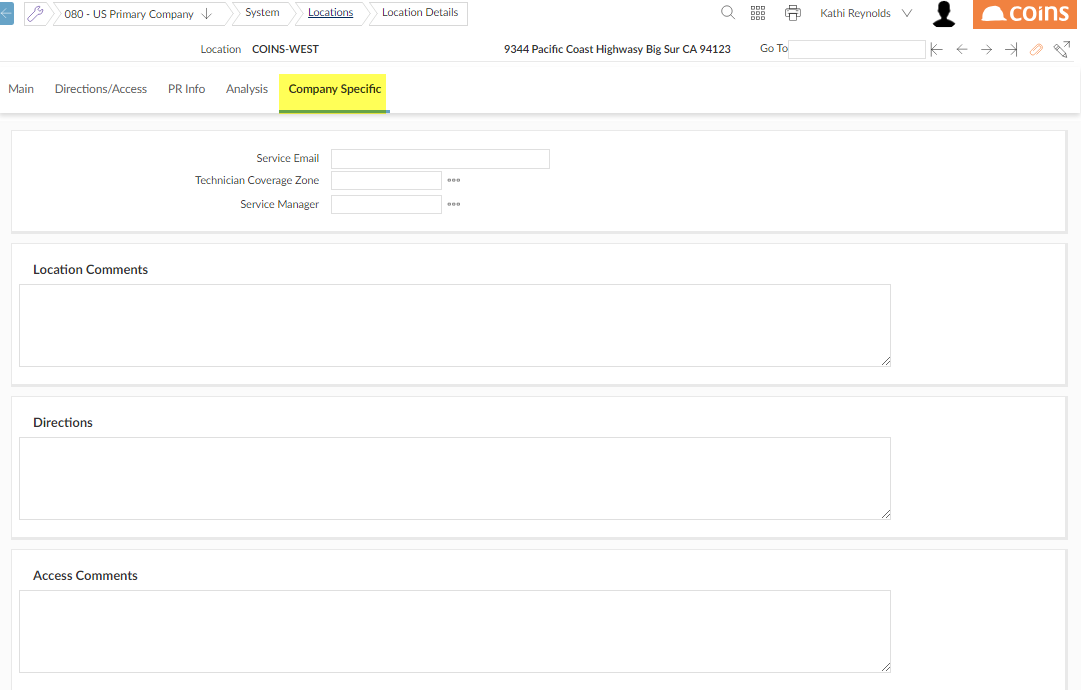 080 - US Primary Company System Locations Location Details Kathi Reynolds coins
Location COINS-WEST 9344 Pacific Coast Highwasy Big Sur CA 94123 Go To
Main Directions/Access PR Info Analysis Company Specific
Service Email
Technician Coverage Zone
Service Manager
Location Comments
Directions
Access Comments